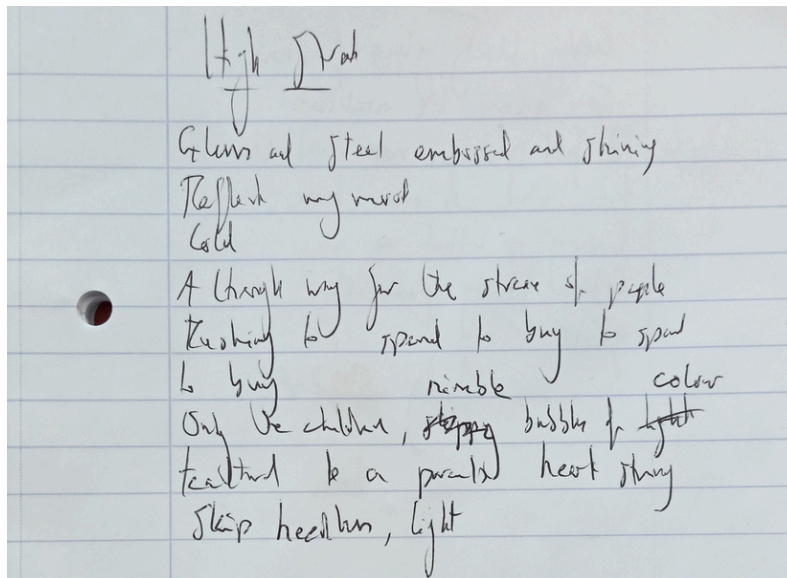 High Street
Glass and steel embossed and shining
Reflect my mood
Cold
A through way for the stream of people
Rushing to spend to buy to spend
to buy
Only the children, nimble bubbles of colour
Teathered to a parents heart string
Skip heedless, light